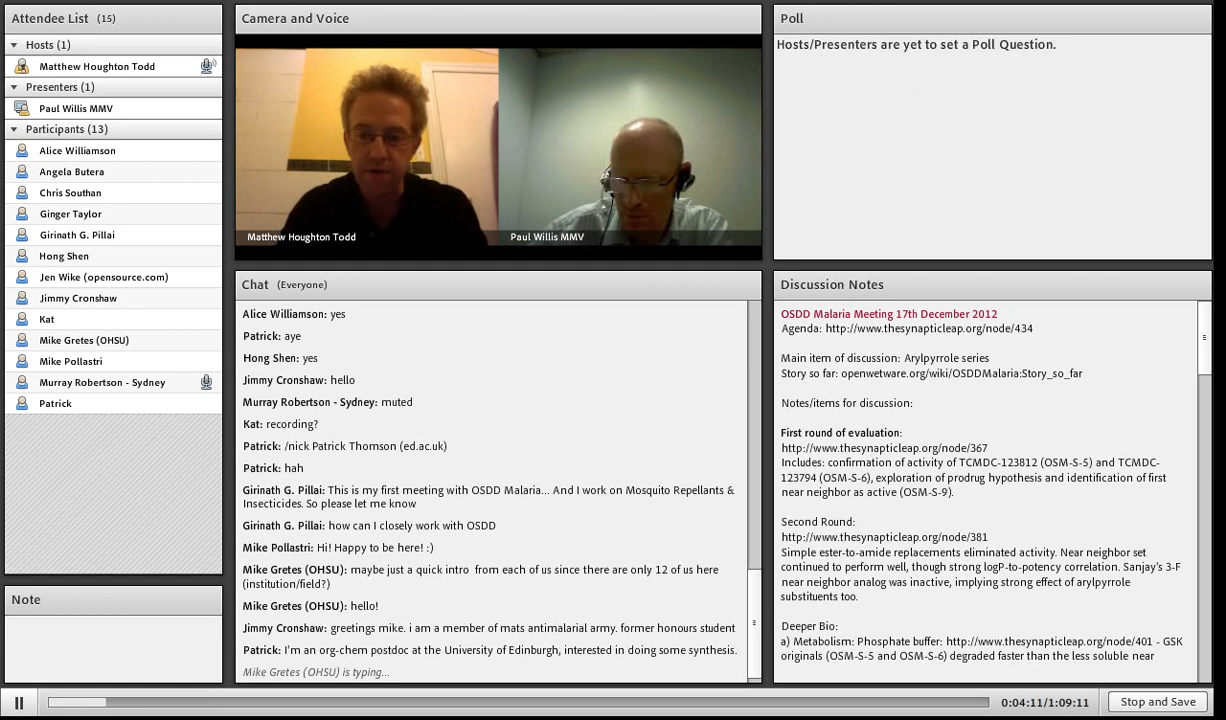 Attendee List (15)
Hosts (1)
Matthew Houghton Todd
Presenters (1)
Paul Willis MMV
Participants (13)
Alice Williamson
Angela Butera
Chris Southan
Ginger Taylor
Girinath G. Pillai
Hong Shen
Jen Wike (opensource.com)
Jimmy Cronshaw
Kat
Mike Gretes (OHSU)
Mike Pollastri
Murray Robertson - Sydney
Patrick
Note
Camera and Voice
Matthew Houghton Todd
Paul Willis MMV
Chat (Everyone)
Alice Williamson: yes
Patrick: aye
Hong Shen: yes
Jimmy Cronshaw: hello
Murray Robertson - Sydney: muted
Kat: recording?
Patrick: /nick Patrick Thomson (ed.ac.uk)
Patrick: hah
Girinath G. Pillai: This is my first meeting with OSDD Malaria... And I work on Mosquito Repellants &
Insecticides. So please let me know
Girinath G. Pillai: how can I closely work with OSDD
Mike Pollastri: Hi! Happy to be here! :)
Mike Gretes (OHSU): maybe just a quick intro from each of us since there are only 12 of us here
(institution/field?)
Mike Gretes (OHSU): hello!
Jimmy Cronshaw: greetings mike. i am a member of mats antimalarial army. former honours student
Patrick: I'm an org-chem postdoc at the University of Edinburgh, interested in doing some synthesis.
Mike Gretes (OHSU) is typing...
Poll
Hosts/Presenters are yet to set a Poll Question.
Discussion Notes
OSDD Malaria Meeting 17th December 2012
Agenda: http://www.thesynapticleap.org/node/434
Main item of discussion: Arylpyrrole series
Story so far: openwetware.org/wiki/OSDDMalaria:Story_so_far
Notes/items for discussion:
First round of evaluation:
http://www.thesynapticleap.org/node/367
Includes: confirmation of activity of TCMDC-123812 (OSM-S-5) and TCMDC-
123794 (OSM-S-6), exploration of prodrug hypothesis and identification of first
near neighbor as active (OSM-S-9).
Second Round:
http://www.thesynapticleap.org/node/381
Simple ester-to-amide replacements eliminated activity. Near neighbor set
continued to perform well, though strong logP-to-potency correlation. Sanjay's 3-F
near neighbor analog was inactive, implying strong effect of arylpyrrole
substituents too.
Deeper Bio:
a) Metabolism: Phosphate buffer: http://www.thesynapticleap.org/node/401 - GSK
originals (OSM-S-5 and OSM-S-6) degraded faster than the less soluble near
0:04:11/1:09:11
Stop and Save